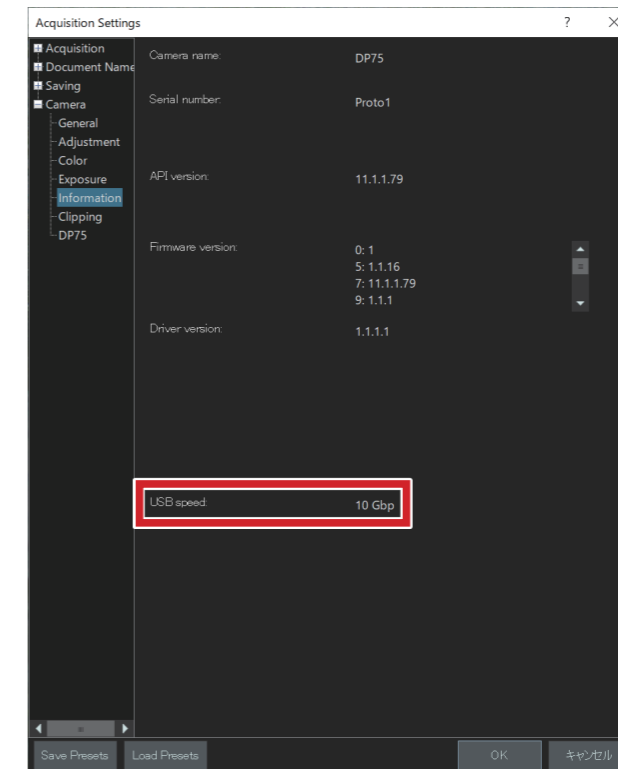 Acquisition Settings ? ×
Acquisition
Document Name
Saving
Camera
General
Adjustment
Color
Exposure
Information
Clipping
DP75
Camera name: DP75
Serial number: Proto1
API version: 11.1.1.79
Firmware version: 0: 1
5: 1.1.16
7: 11.1.1.79
9: 1.1.1
Driver version: 1.1.1.1
USB speed: 10 Gbp
Save Presets Load Presets OK キャンセル